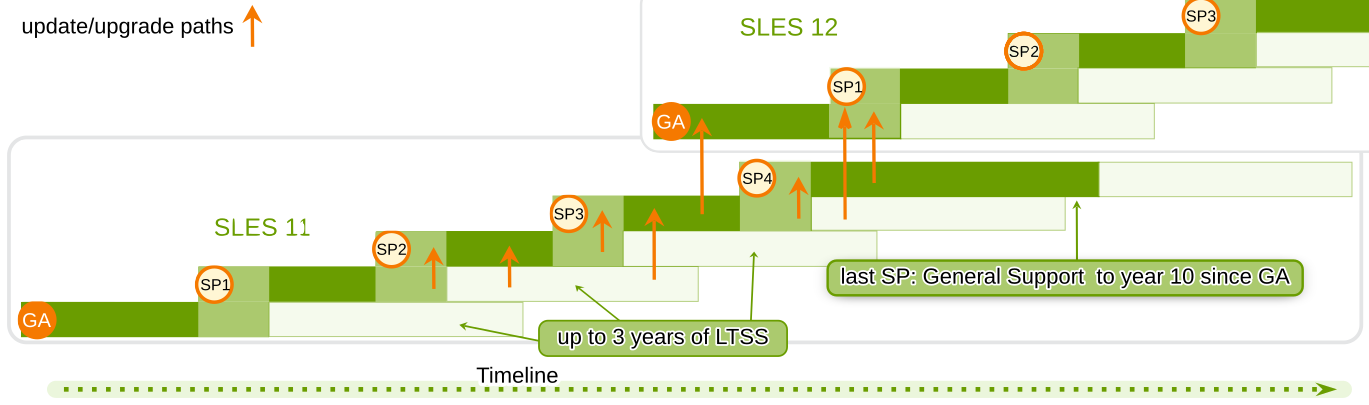 update/upgrade paths
SLES 12
SP3
SP2
SP1
GA
SLES 11
SP4
SP3
SP2
SP1
GA
last SP: General Support to year 10 since GA
up to 3 years of LTSS
Timeline